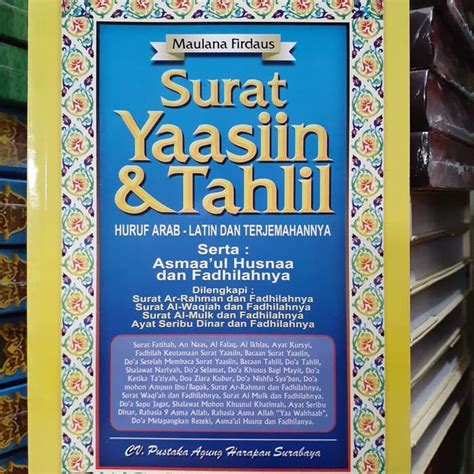 Maulana Firdaus
Surat
Yaasiin
& Tahlil
HURUF ARAB - LATIN DAN TERJEMAHANNYA
Serta :
Asmaa'ul Husnaa
dan Fadhilahnya
Dilengkapi :
Surat Ar-Rahman dan Fadhilahnya
Surat Al-Waqiah dan Fadhilahnya
Surat Al-Mulk dan Fadhilahnya
Ayat Seribu Dinar dan Fadhilahnya
Surat Fatihah, An Naas, Al Falaq, Al Ikhlas, Ayat Kursyi,
Fadhilah Keutamaan Surat Yaasiin, Bacaan Surat Yaasiin,
Do'a Setelah Membaca Surat Yaasiin, Bacaan Tahlil, Do'a Tahlil,
Shalawat Nariyah, Do'a Selamat, Do'a Khusus Bagi Mayit, Do'a
Ketika Ta'ziyah, Doa Ziara Kubur, Do'a Nishfu Sya'ban, Do'a
mohon Ampun Ibu/Bapak, Surat Ar-Rahman dan Fadhilahnya,
Surat Waqi'ah dan Fadhilahnya, Surat Al Mulk dan Fadhilahnya,
Do'a Sapu Jagat, Shalawat Mohon Khusnul Khatimah, Ayat Seribu
Dinar, Rahasia 9 Asma Allah, Rahasia Asma Allah "Yaa Wahhaab",
Do'a Melapangkan Rezeki, Asma'ul Husna dan Fadhilahnya.
CV. Pustaka Agung Harapan Surabaya